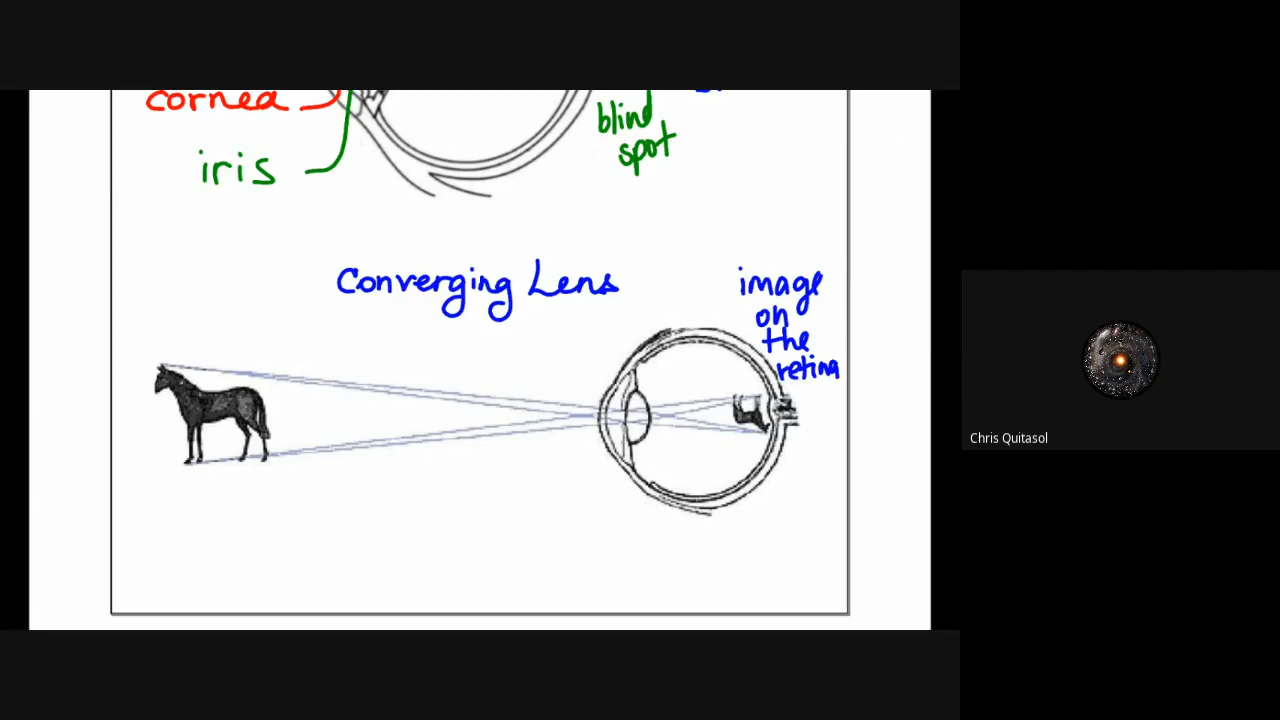 cornea
iris
blind
spot
Converging Lens
image
on
the
retina
Chris Quitasol